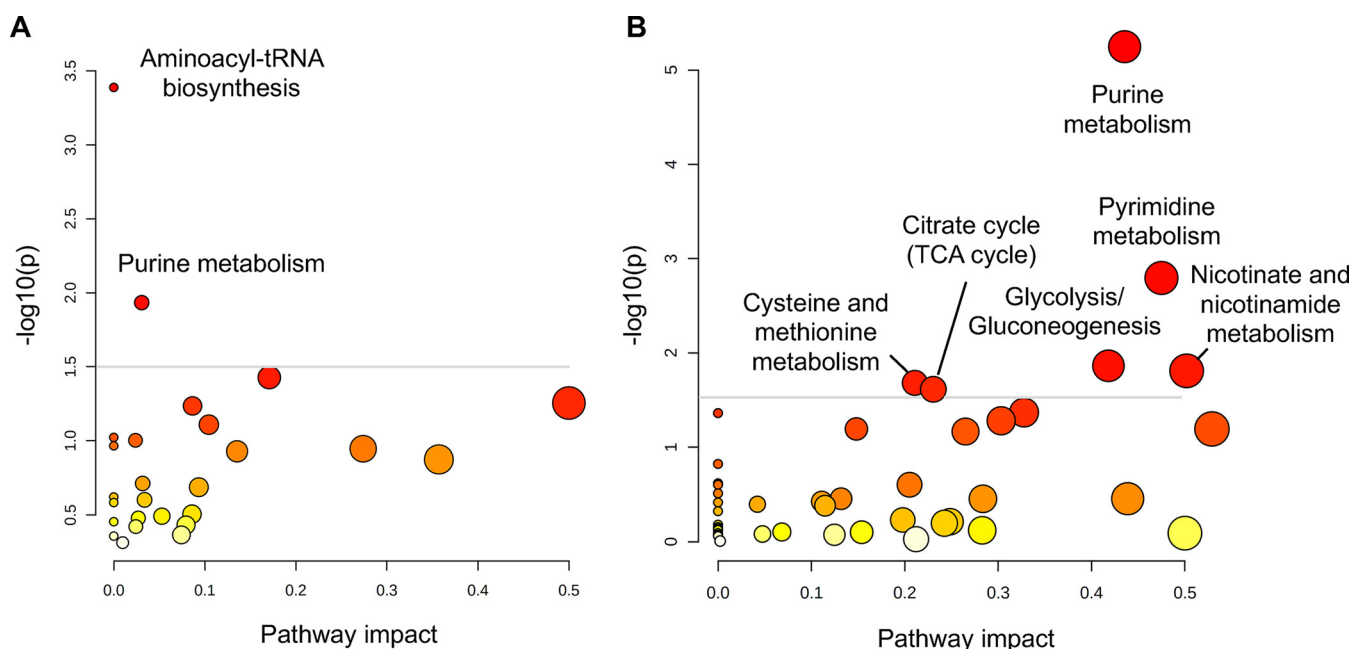 A
Aminoacyl-tRNA
biosynthesis
Purine metabolism
-log10(p)
3.5
3.0
2.5
2.0
1.5
1.0
0.5
0.0
0.1
0.2
0.3
0.4
0.5
Pathway impact
B
Purine
metabolism
Pyrimidine
metabolism
Citrate cycle
(TCA cycle)
Nicotinate and
nicotinamide
metabolism
Glycolysis/
Gluconeogenesis
Cysteine and
methionine
metabolism
-log10(p)
5
4
3
2
1
0
0.0
0.1
0.2
0.3
0.4
0.5
Pathway impact